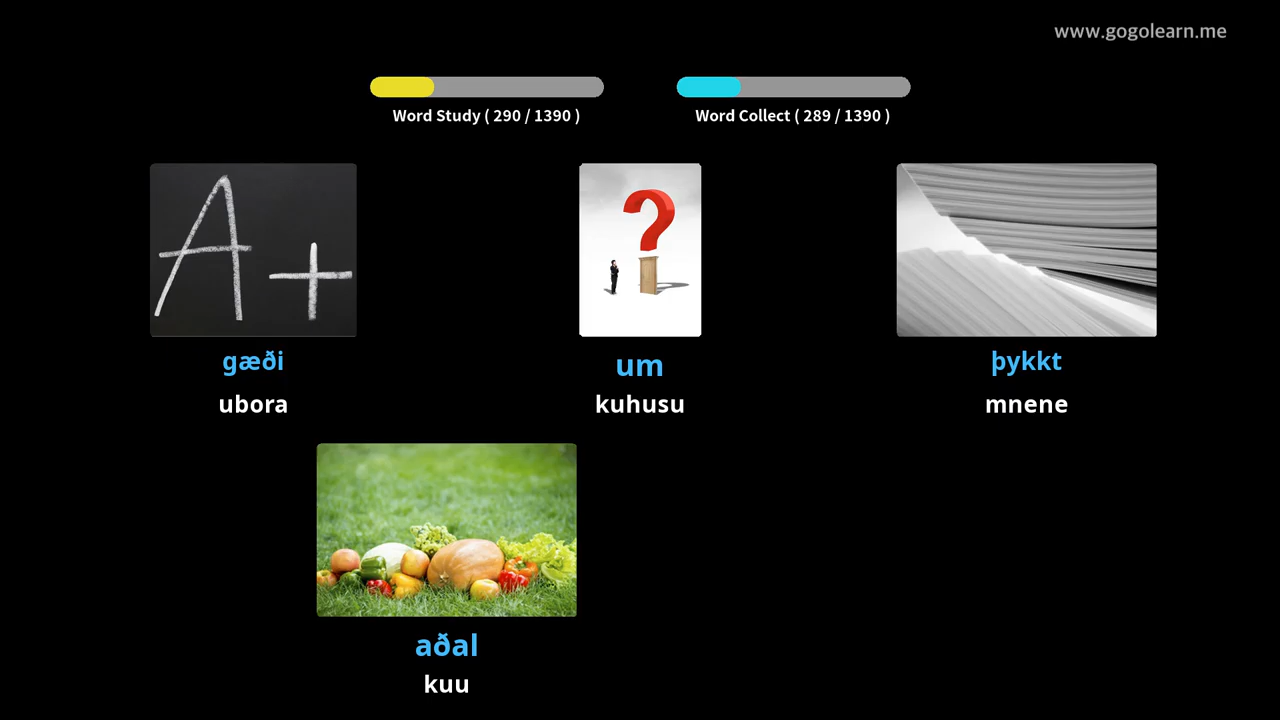 www.gogolearn.me
Word Study ( 290 / 1390 )
Word Collect ( 289 / 1390 )
A+
?
gæði
um
þykkt
ubora
kuhusu
mnene
aðal
kuu